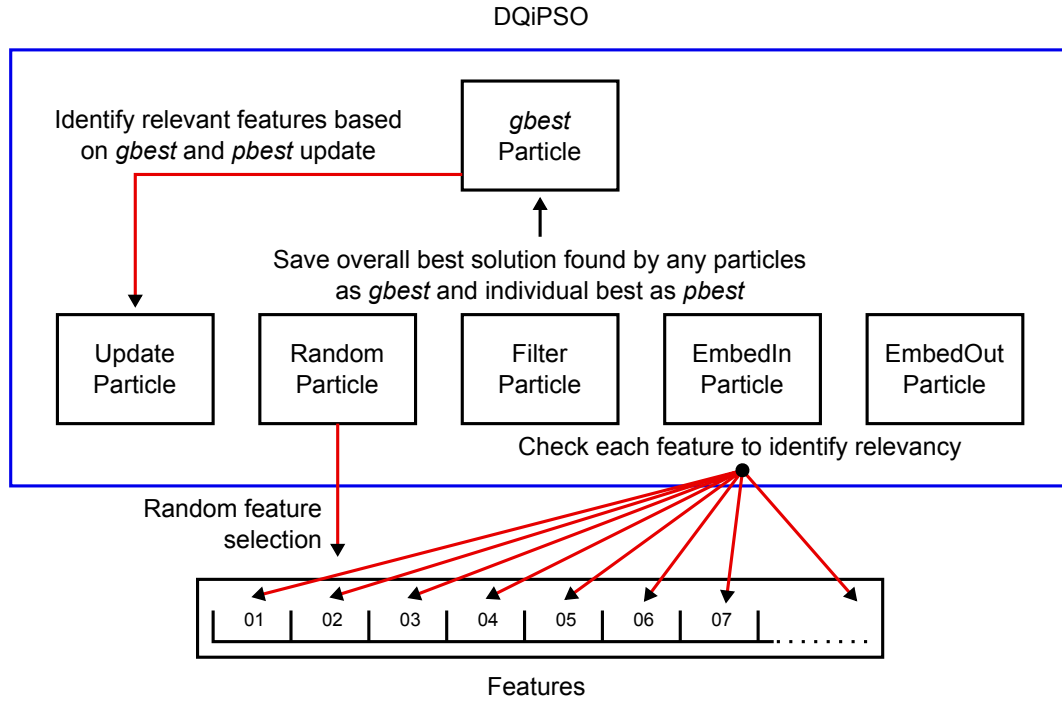 DQiPSO
gbest
Particle
Identify relevant features based
on gbest and pbest update
Save overall best solution found by any particles
as gbest and individual best as pbest
Update
Particle
Random
Particle
Filter
Particle
EmbedIn
Particle
EmbedOut
Particle
Check each feature to identify relevancy
Random feature
selection
01 02 03 04 05 06 07
Features